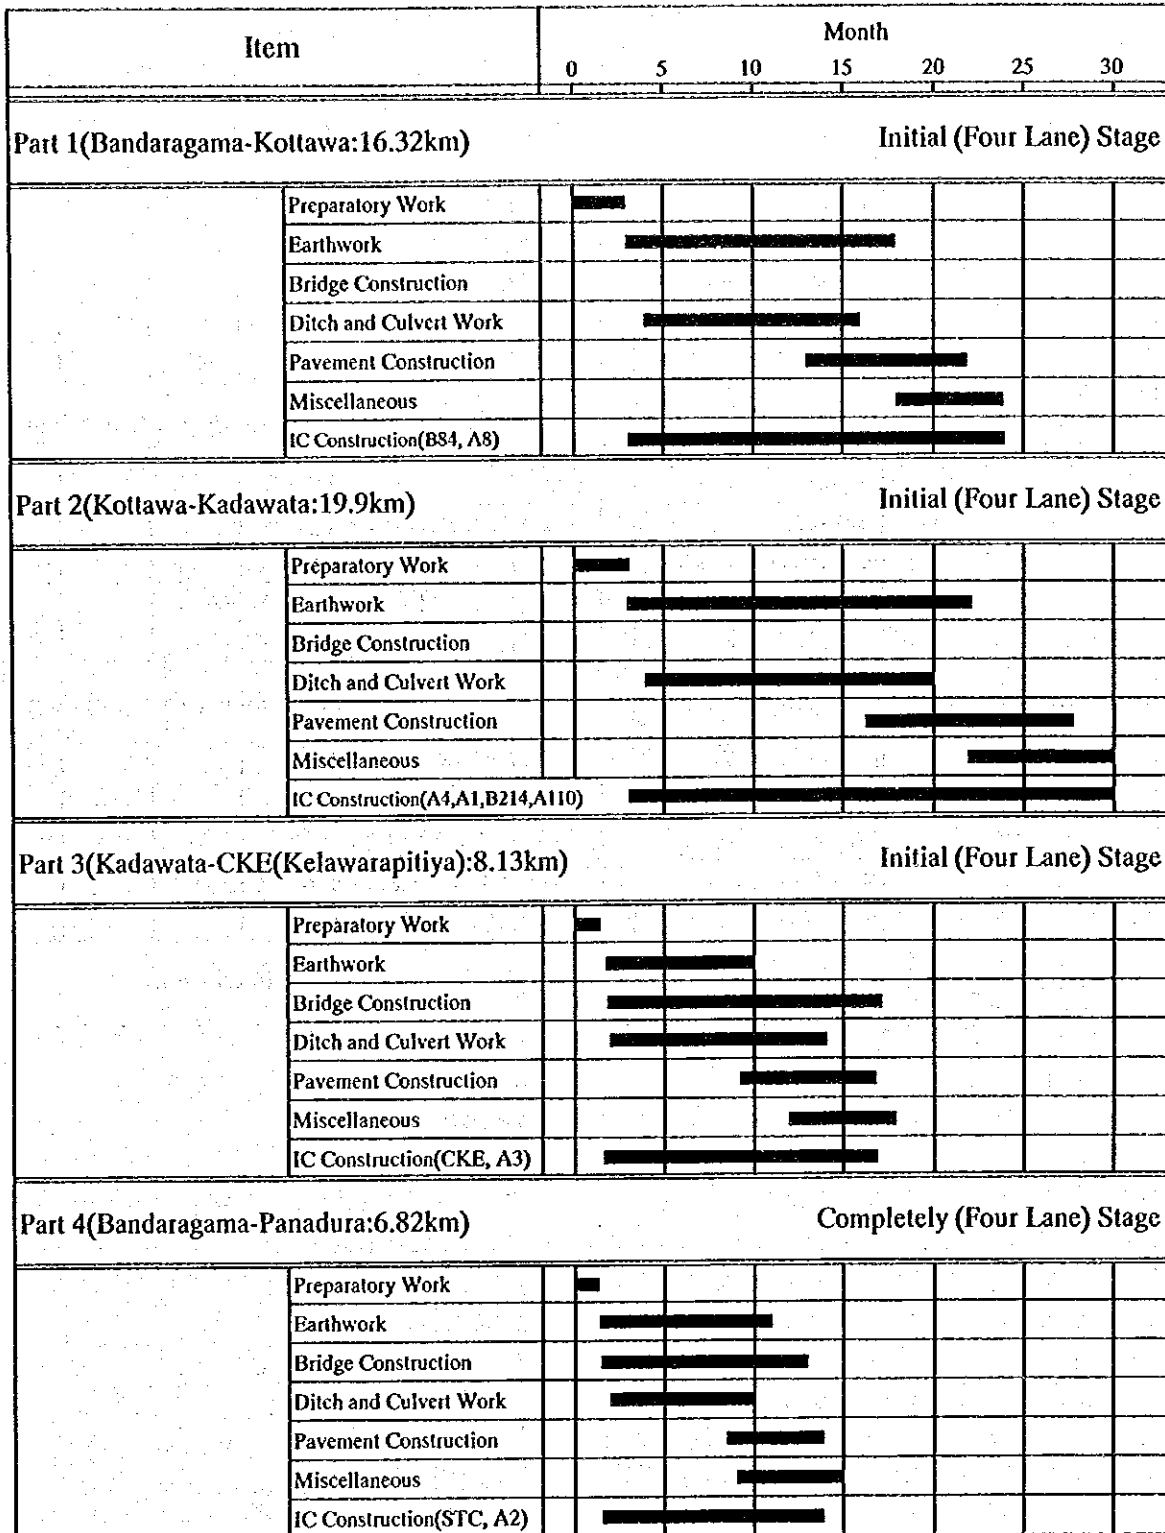 Item
Month
0 5 10 15 20 25 30
Part 1(Bandaragama-Kottawa:16.32km) Initial (Four Lane) Stage
Preparatory Work
Earthwork
Bridge Construction
Ditch and Culvert Work
Pavement Construction
Miscellaneous
IC Construction(B84, A8)
Part 2(Kottawa-Kadawata:19.9km) Initial (Four Lane) Stage
Preparatory Work
Earthwork
Bridge Construction
Ditch and Culvert Work
Pavement Construction
Miscellaneous
IC Construction(A4,A1,B214,A110)
Part 3(Kadawata-CKE(Kelawarapitiya):8.13km) Initial (Four Lane) Stage
Preparatory Work
Earthwork
Bridge Construction
Ditch and Culvert Work
Pavement Construction
Miscellaneous
IC Construction(CKE, A3)
Part 4(Bandaragama-Panadura:6.82km) Completely (Four Lane) Stage
Preparatory Work
Earthwork
Bridge Construction
Ditch and Culvert Work
Pavement Construction
Miscellaneous
IC Construction(STC, A2)